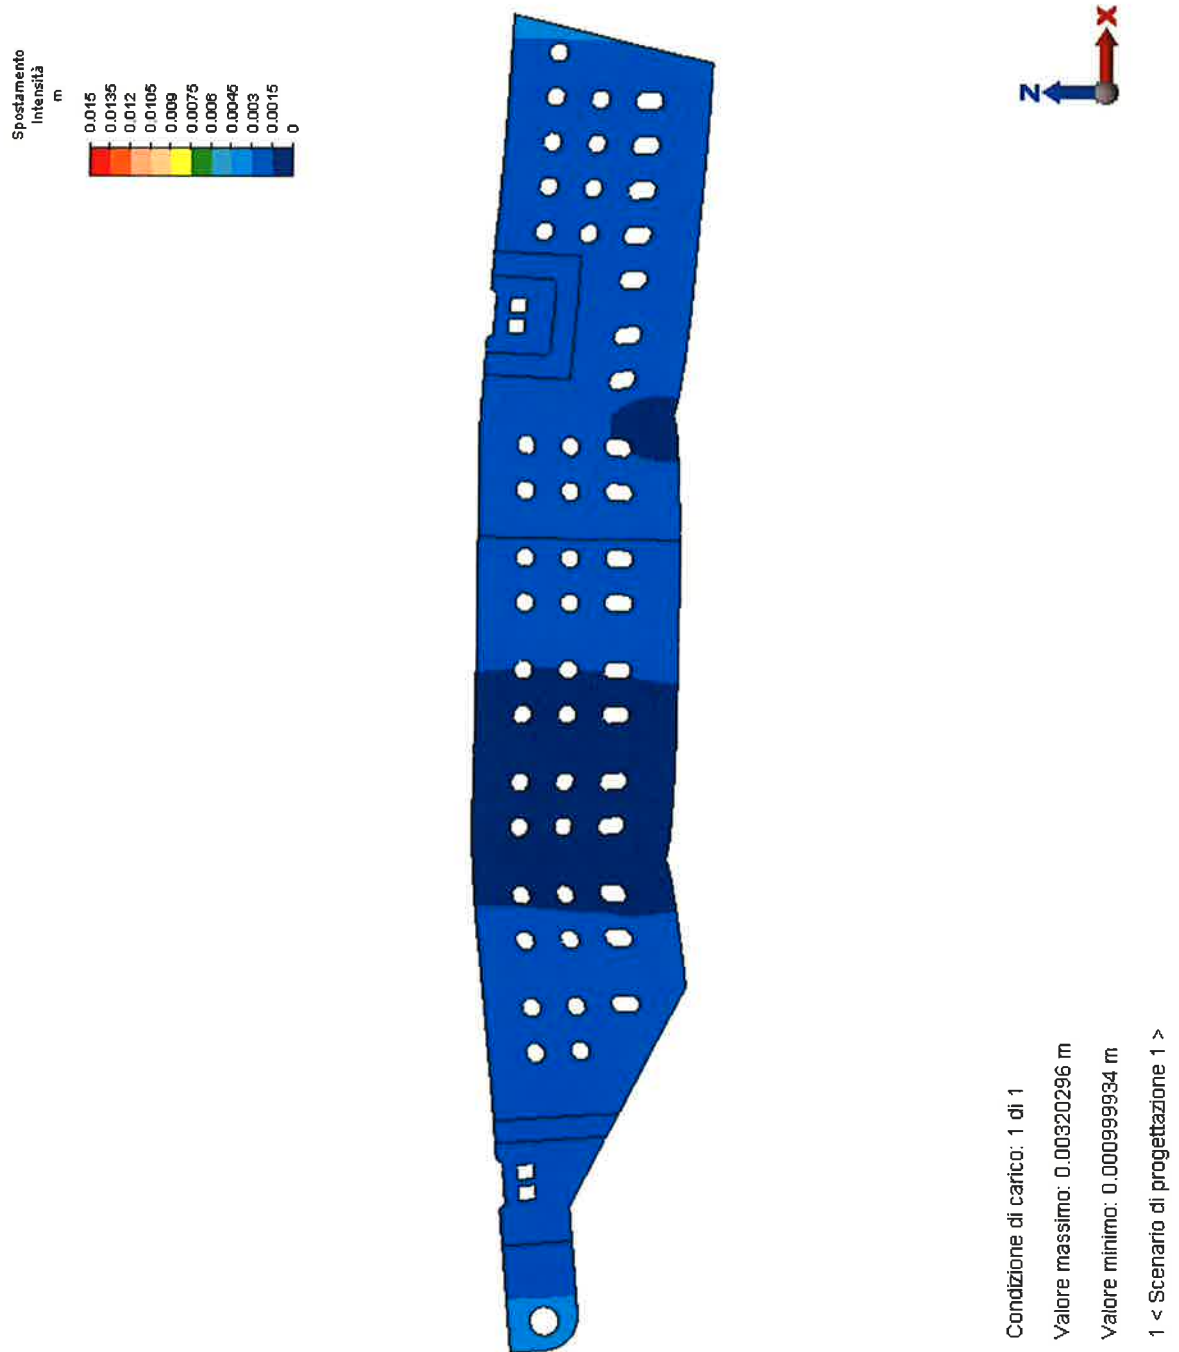 Spostamento
Intensità
m
0.015
0.0135
0.012
0.0105
0.009
0.0075
0.006
0.0045
0.003
0.0015
0
Z
X
Condizione di carico: 1 di 1
Valore massimo: 0.00320296 m
Valore minimo: 0.000999934 m
1 < Scenario di progettazione 1 >